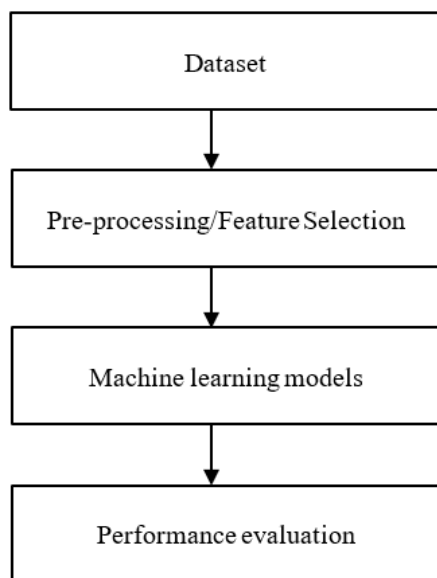 Dataset
Pre-processing/Feature Selection
Machine learning models
Performance evaluation